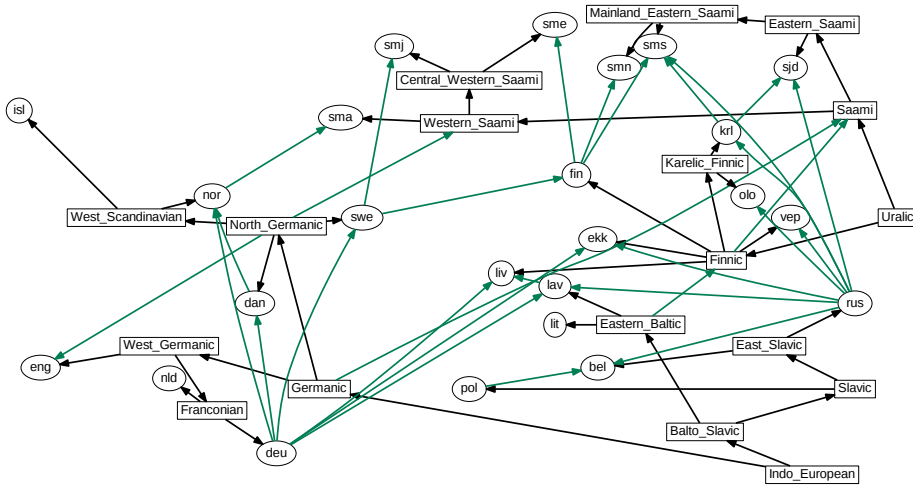 Mainland_Eastern_Saami
sme
Eastern_Saami
smj
sms
smn
sjd
Central_Western_Saami
isl
Saami
sma
Western_Saami
krl
Karelic_Finnic
fin
nor
olo
West_Scandinavian
North_Germanic
swe
vep
Uralic
ekk
Finnic
liv
lav
dan
rus
lit
Eastern_Baltic
West_Germanic
East_Slavic
eng
nld
bel
Germanic
pol
Slavic
Franconian
Balto_Slavic
deu
Indo_European